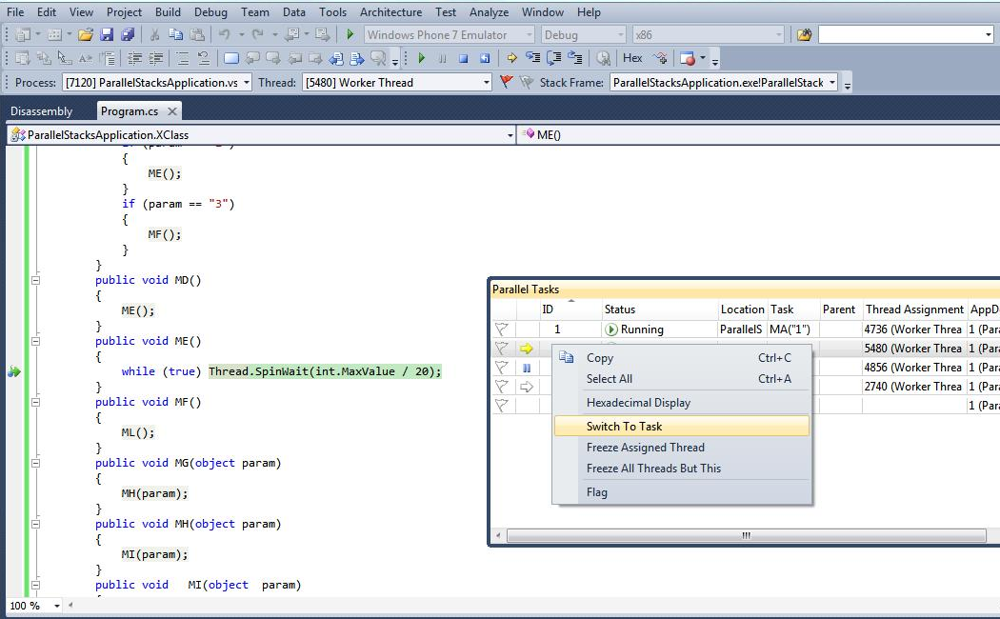 File Edit View Project Build Debug Team Data Tools Architecture Test Analyze Window Help
Windows Phone 7 Emulator Debug x86
Hex
Process: [7120] ParallelStacksApplication.vs Thread: [5480] Worker Thread Stack Frame: ParallelStacksApplication.exe!ParallelStack
Disassembly Program.cs
ParallelStacksApplication.XClass ME()
{
ME();
}
if (param == "3")
{
MF();
}
}
public void MD()
{
ME();
}
public void ME()
{
while (true) Thread.SpinWait(int.MaxValue / 20);
}
public void MF()
{
ML();
}
public void MG(object param)
{
MH(param);
}
public void MH(object param)
{
MI(param);
}
public void MI(object param)
100 %
Parallel Tasks
ID Status Location Task Parent Thread Assignment AppD
1 Running ParallelS MA("1") 4736 (Worker Threa 1 (Para
5480 (Worker Threa 1 (Para
4856 (Worker Threa 1 (Para
2740 (Worker Threa 1 (Para
1 (Para
Copy Ctrl+C
Select All Ctrl+A
Hexadecimal Display
Switch To Task
Freeze Assigned Thread
Freeze All Threads But This
Flag